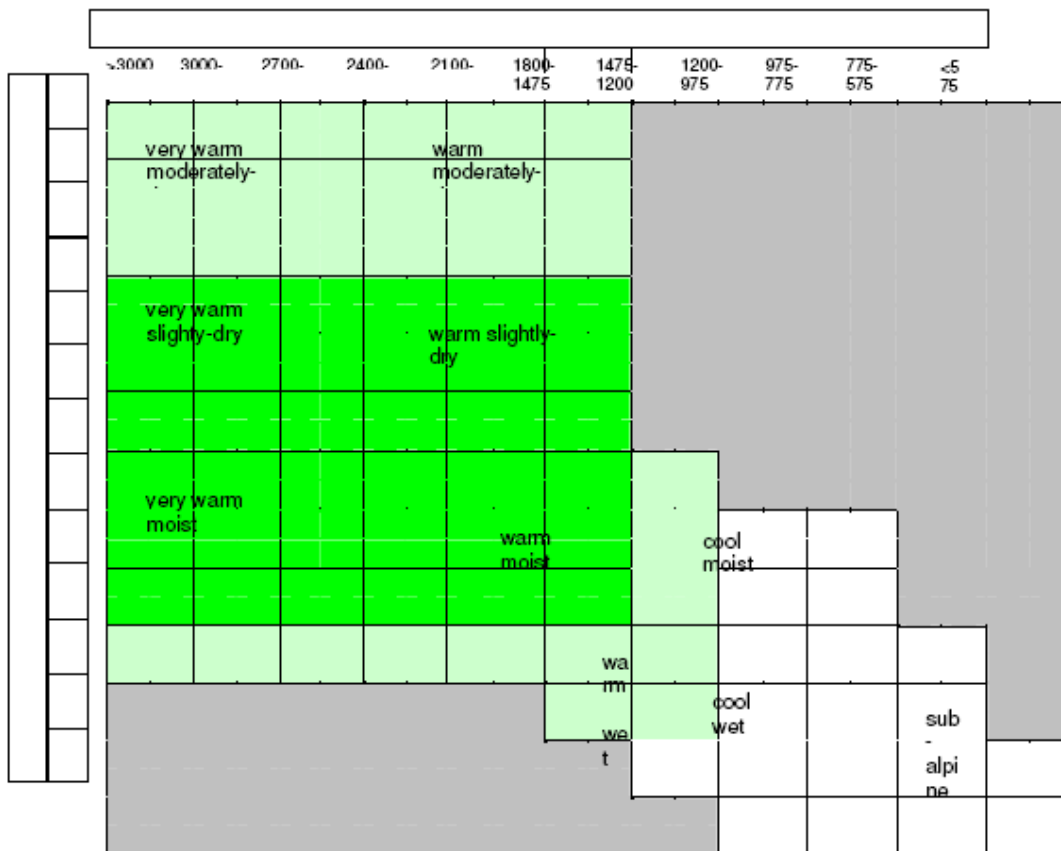 >3000 3000- 2700- 2400- 2100- 1800- 1475- 1200- 975- 775- <5
1475 1200 975 775 575 75
very warm warm
moderately- moderately-
very warm
slighty-dry warm slightly-
dry
very warm
moist
warm cool
moist moist
wa
rm
cool
wet
sub
we -
t alpi
ne